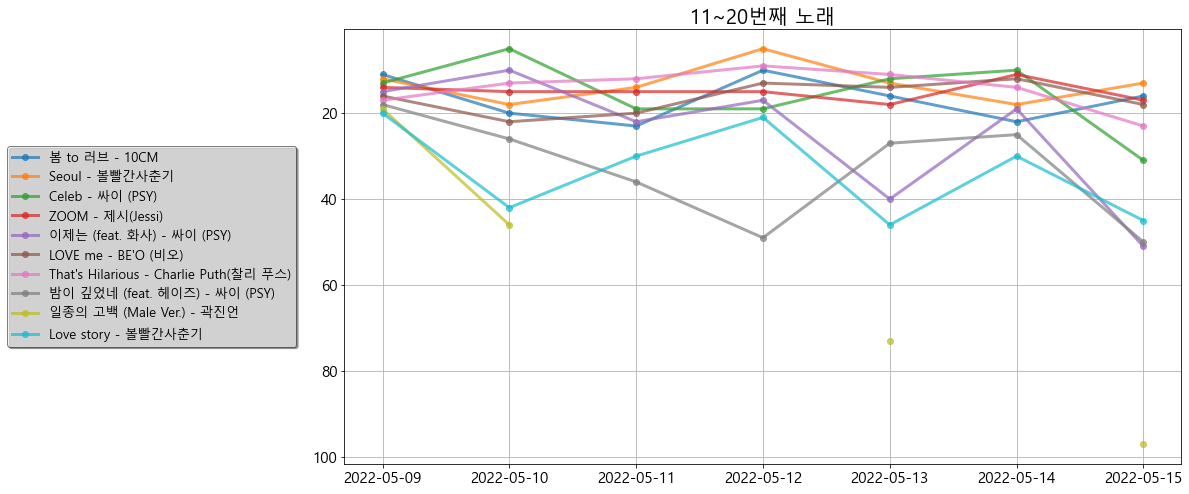 11~20번째 노래
봄 to 러브 - 10CM
Seoul - 볼빨간사춘기
Celeb - 싸이 (PSY)
ZOOM - 제시(Jessi)
이제는 (feat. 화사) - 싸이 (PSY)
LOVE me - BE'O (비오)
That's Hilarious - Charlie Puth(찰리 푸스)
밤이 깊었네 (feat. 헤이즈) - 싸이 (PSY)
일종의 고백 (Male Ver.) - 곽진언
Love story - 볼빨간사춘기
20
40
60
80
100
2022-05-09 2022-05-10 2022-05-11 2022-05-12 2022-05-13 2022-05-14 2022-05-15